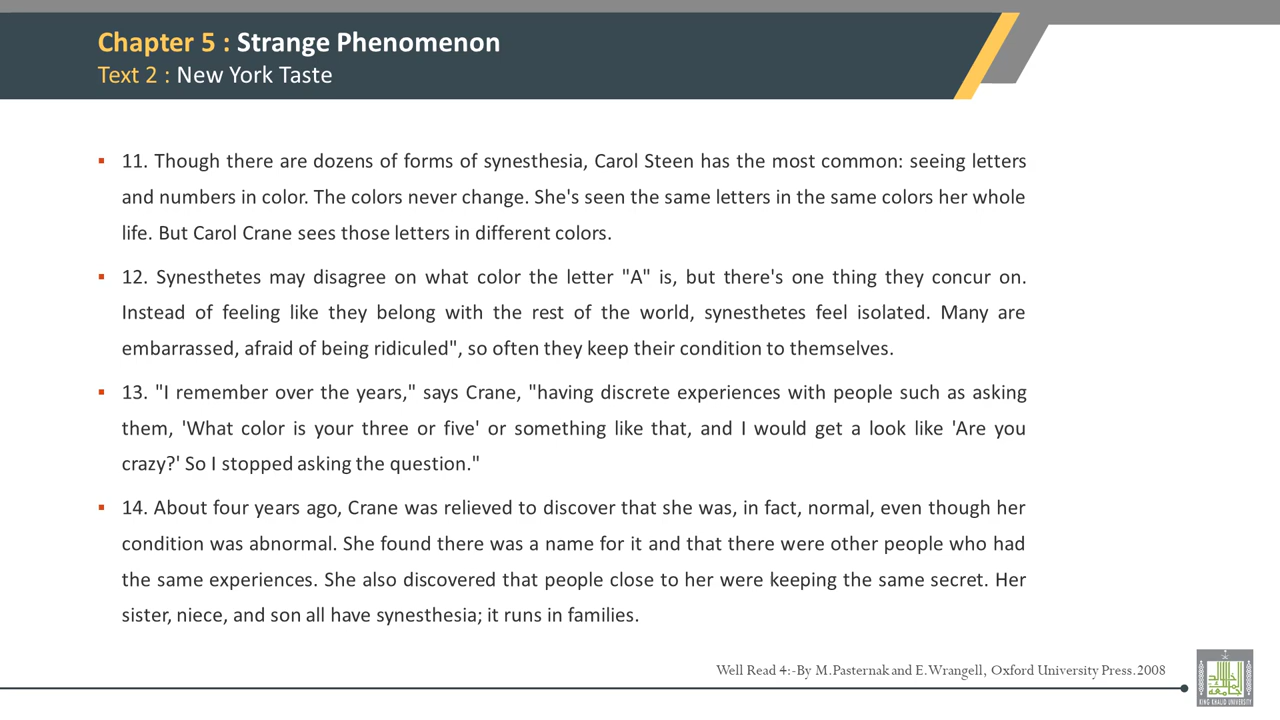 Chapter 5 : Strange Phenomenon
Text 2 : New York Taste
▪ 11. Though there are dozens of forms of synesthesia, Carol Steen has the most common: seeing letters
and numbers in color. The colors never change. She's seen the same letters in the same colors her whole
life. But Carol Crane sees those letters in different colors.
▪ 12. Synesthetes may disagree on what color the letter "A" is, but there's one thing they concur on.
Instead of feeling like they belong with the rest of the world, synesthetes feel isolated. Many are
embarrassed, afraid of being ridiculed", so often they keep their condition to themselves.
▪ 13. "I remember over the years," says Crane, "having discrete experiences with people such as asking
them, 'What color is your three or five' or something like that, and I would get a look like 'Are you
crazy?' So I stopped asking the question."
▪ 14. About four years ago, Crane was relieved to discover that she was, in fact, normal, even though her
condition was abnormal. She found there was a name for it and that there were other people who had
the same experiences. She also discovered that people close to her were keeping the same secret. Her
sister, niece, and son all have synesthesia; it runs in families.
Well Read 4:-By M.Pasternak and E.Wrangell, Oxford University Press.2008
KING KHALID UNIVERSITY